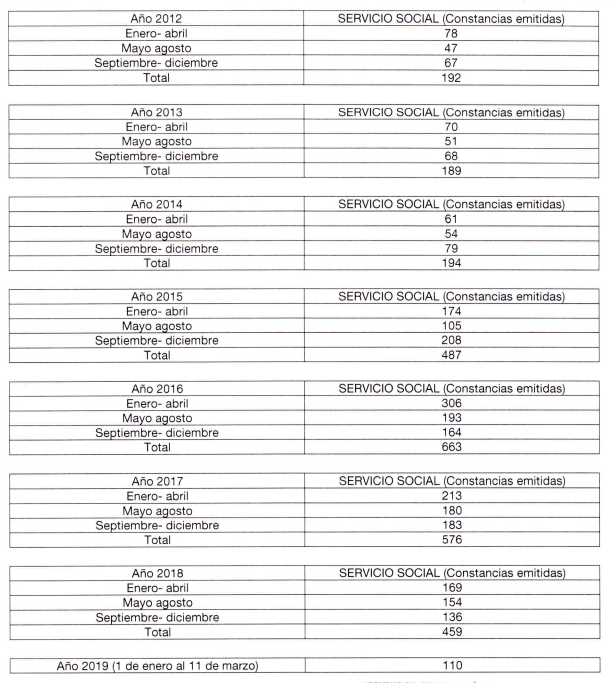 Año 2012 SERVICIO SOCIAL (Constancias emitidas)
Enero- abril 78
Mayo agosto 47
Septiembre- diciembre 67
Total 192
Año 2013 SERVICIO SOCIAL (Constancias emitidas)
Enero- abril 70
Mayo agosto 51
Septiembre- diciembre 68
Total 189
Año 2014 SERVICIO SOCIAL (Constancias emitidas)
Enero- abril 61
Mayo agosto 54
Septiembre- diciembre 79
Total 194
Año 2015 SERVICIO SOCIAL (Constancias emitidas)
Enero- abril 174
Mayo agosto 105
Septiembre- diciembre 208
Total 487
Año 2016 SERVICIO SOCIAL (Constancias emitidas)
Enero- abril 306
Mayo agosto 193
Septiembre- diciembre 164
Total 663
Año 2017 SERVICIO SOCIAL (Constancias emitidas)
Enero- abril 213
Mayo agosto 180
Septiembre- diciembre 183
Total 576
Año 2018 SERVICIO SOCIAL (Constancias emitidas)
Enero- abril 169
Mayo agosto 154
Septiembre- diciembre 136
Total 459
Año 2019 (1 de enero al 11 de marzo) 110